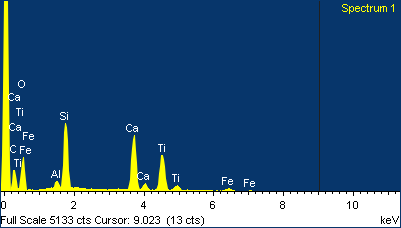 Spectrum 1
O
Ca
Ti
Si
Ca
Ca
Fe
C
Fe
Ti
Al
Ti
Ca
Ti
Fe
Fe
2 4 6 8 10
Full Scale 5133 cts Cursor: 9.023 (13 cts) keV